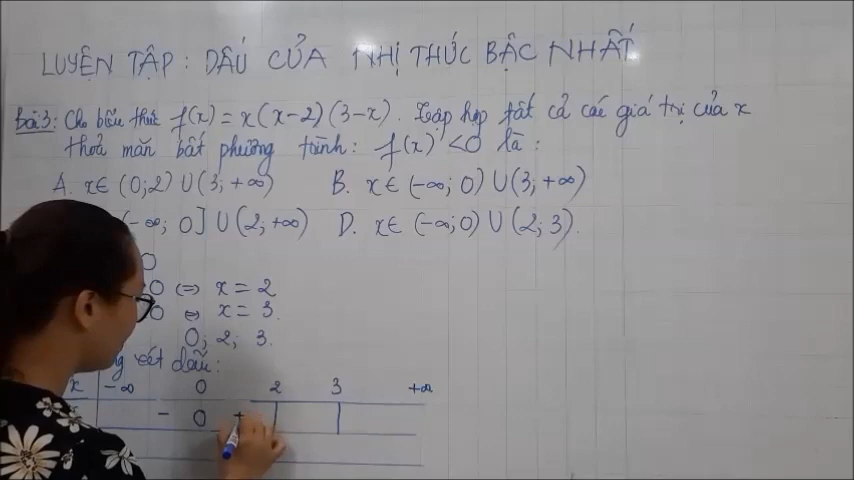 LUYỆN TẬP : DẤU CỦA NHỊ THỨC BẬC NHẤT
Bài 3: Cho biểu thức f(x) = x(x-2)(3-x). Tập hợp tất cả các giá trị của x
thoả mãn bất phương trình: f(x) < 0 là :
A. x∈ (0;2) ∪ (3; +∞) B. x∈ (-∞; 0) ∪ (3; +∞)
(-∞; 0] ∪ (2; +∞) D. x∈ (-∞; 0) ∪ (2; 3).
0
0 (=) x = 2
0 ⇔ x = 3.
0; 2; 3.
xét dấu:
x -∞ 0 2 3 +∞
- 0 +